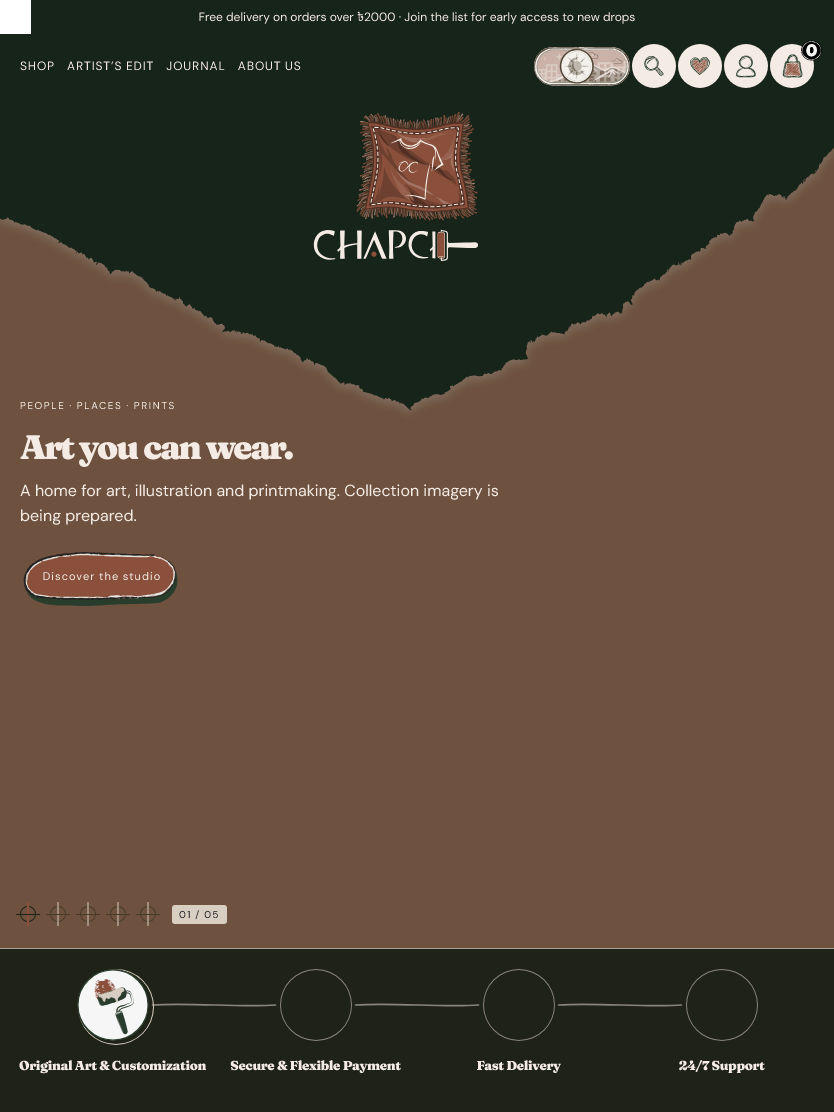 Free delivery on orders over ৳2000 · Join the list for early access to new drops
SHOP ARTIST’S EDIT JOURNAL ABOUT US
0
CHAPCI
PEOPLE · PLACES · PRINTS
Art you can wear.
A home for art, illustration and printmaking. Collection imagery is
being prepared.
Discover the studio
01 / 05
Original Art & Customization
Secure & Flexible Payment
Fast Delivery
24/7 Support